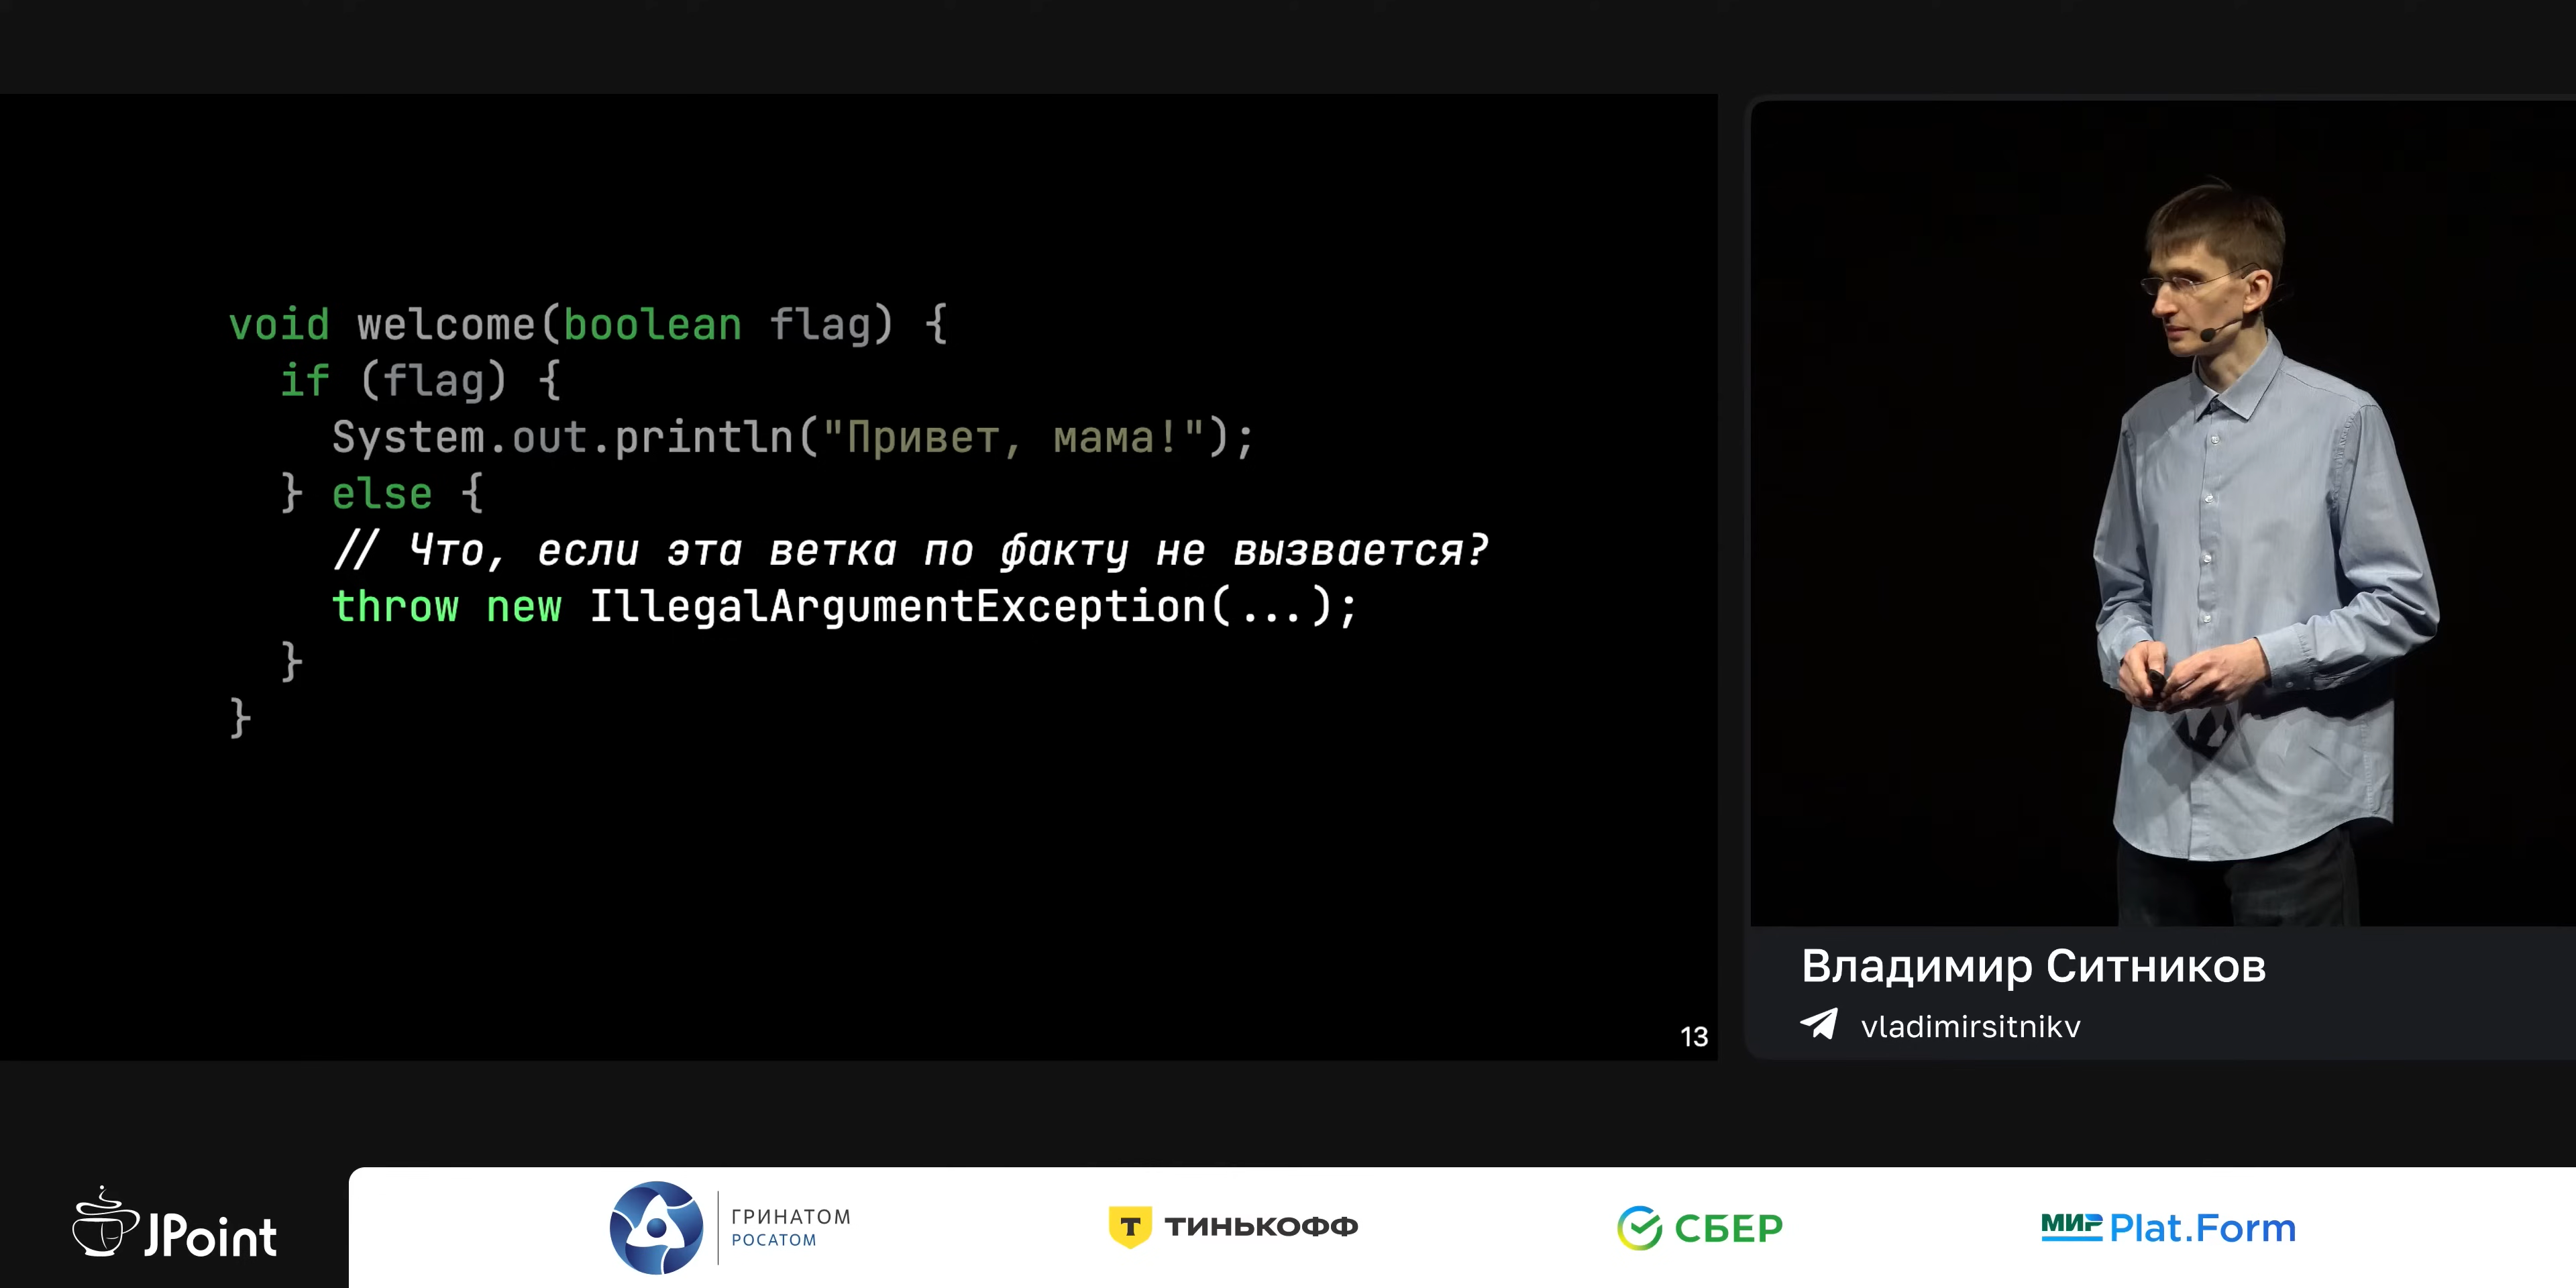 void welcome(boolean flag) {
if (flag) {
System.out.println("Привет, мама!");
} else {
// Что, если эта ветка по факту не вызвается?
throw new IllegalArgumentException(...);
}
}
13
Владимир Ситников
vladimirsitnikv
JPoint
ГРИНАТОМ
РОСАТОМ
Т ТИНЬКОФФ
СБЕР
МИР Plat.Form